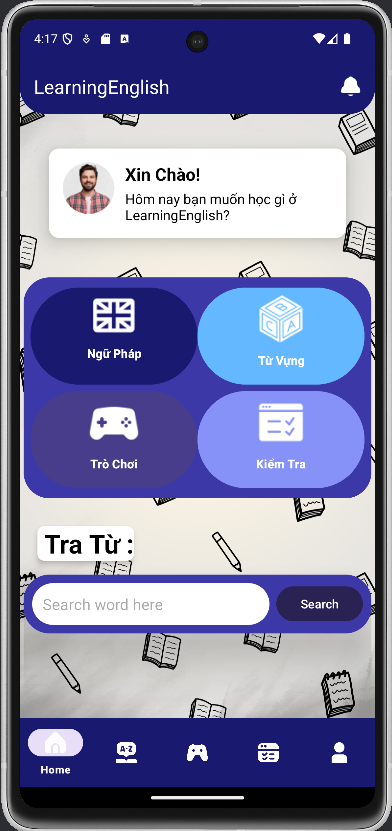 4:17
LearningEnglish
Xin Chào!
Hôm nay bạn muốn học gì ở
LearningEnglish?
Ngữ Pháp
Từ Vựng
Trò Chơi
Kiểm Tra
Tra Từ :
Search word here
Search
Home